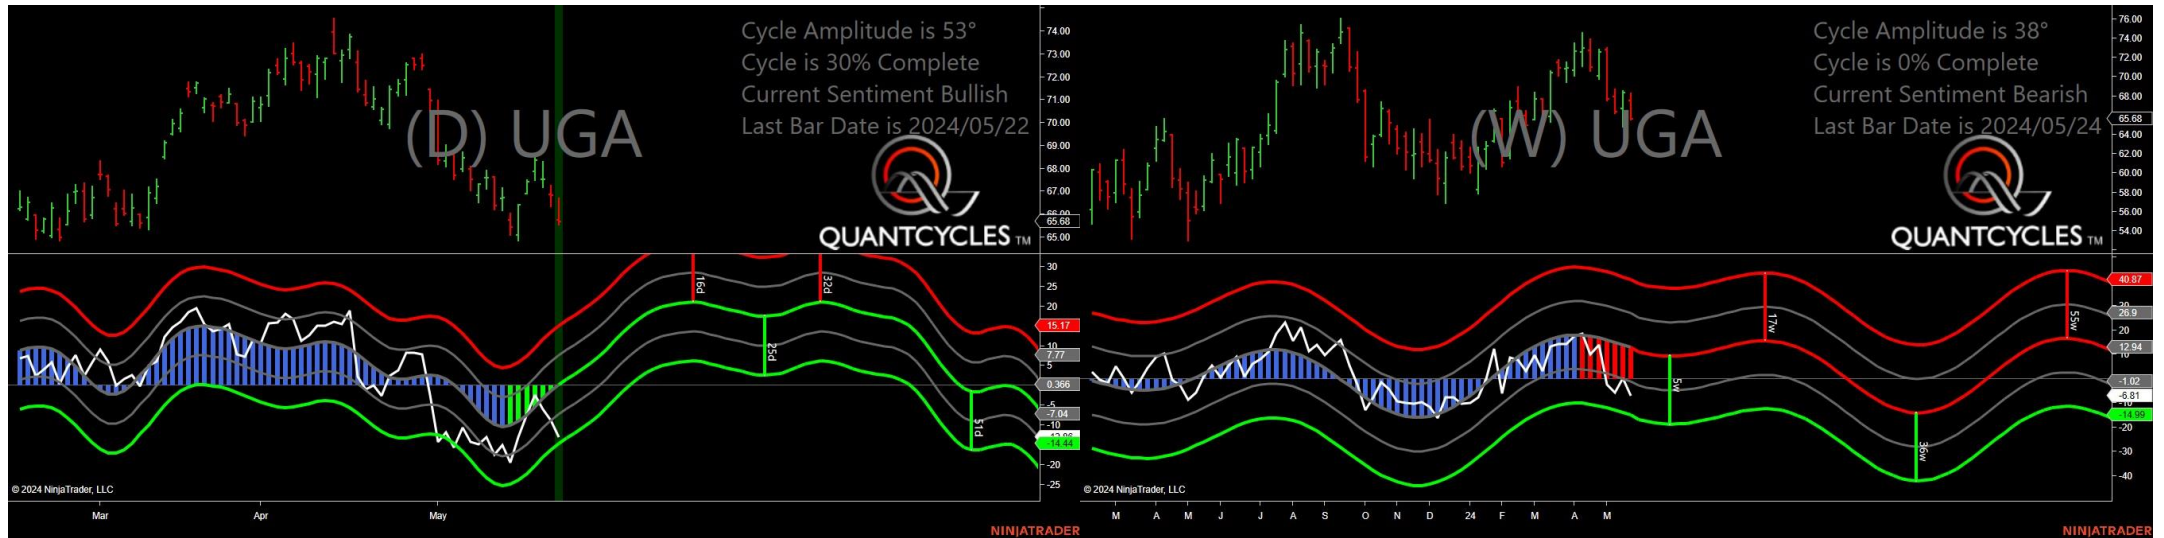 Cycle Amplitude is 53°
Cycle is 30% Complete
Current Sentiment Bullish
Last Bar Date is 2024/05/22
(D) UGA
QUANTCYCLES TM
74.00
73.00
72.00
71.00
70.00
69.00
68.00
67.00
66.00
65.68
65.00
16d
32d
25d
51d
30
20
15.17
10
7.77
5
0.366
-5
-7.04
-10
-14.44
-20
-25
© 2024 NinjaTrader, LLC
Mar
Apr
May
NINJATRADER
Cycle Amplitude is 38°
Cycle is 0% Complete
Current Sentiment Bearish
Last Bar Date is 2024/05/24
(W) UGA
QUANTCYCLES TM
76.00
74.00
72.00
70.00
68.00
65.68
64.00
62.00
60.00
58.00
56.00
54.00
17w
55w
5w
36w
40.87
26.9
20
12.94
-1.02
-6.81
-14.99
-20
-30
-40
© 2024 NinjaTrader, LLC
M
A
M
J
J
A
S
O
N
D
24
F
M
A
M
NINJATRADER